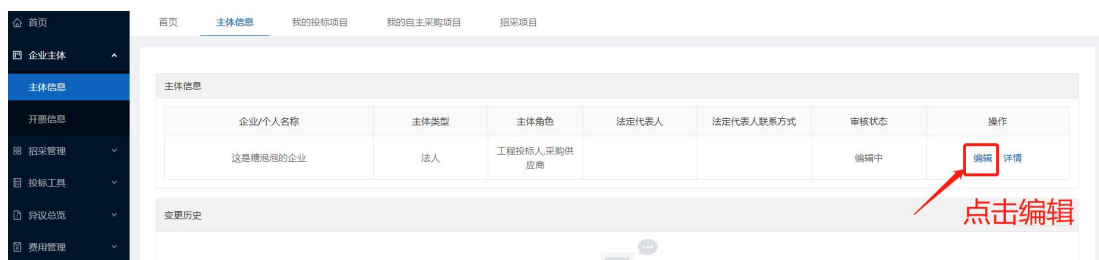 首页
企业主体
主体信息
开票信息
招采管理
投标工具
异议总览
费用管理
首页 主体信息 我的投标项目 我的自主采购项目 招采项目
主体信息
企业/个人名称 主体类型 主体角色 法定代表人 法定代表人联系方式 审核状态 操作
这是糖泡泡的企业 法人 工程投标人,采购供应商 编辑中 编辑 详情
点击编辑
变更历史